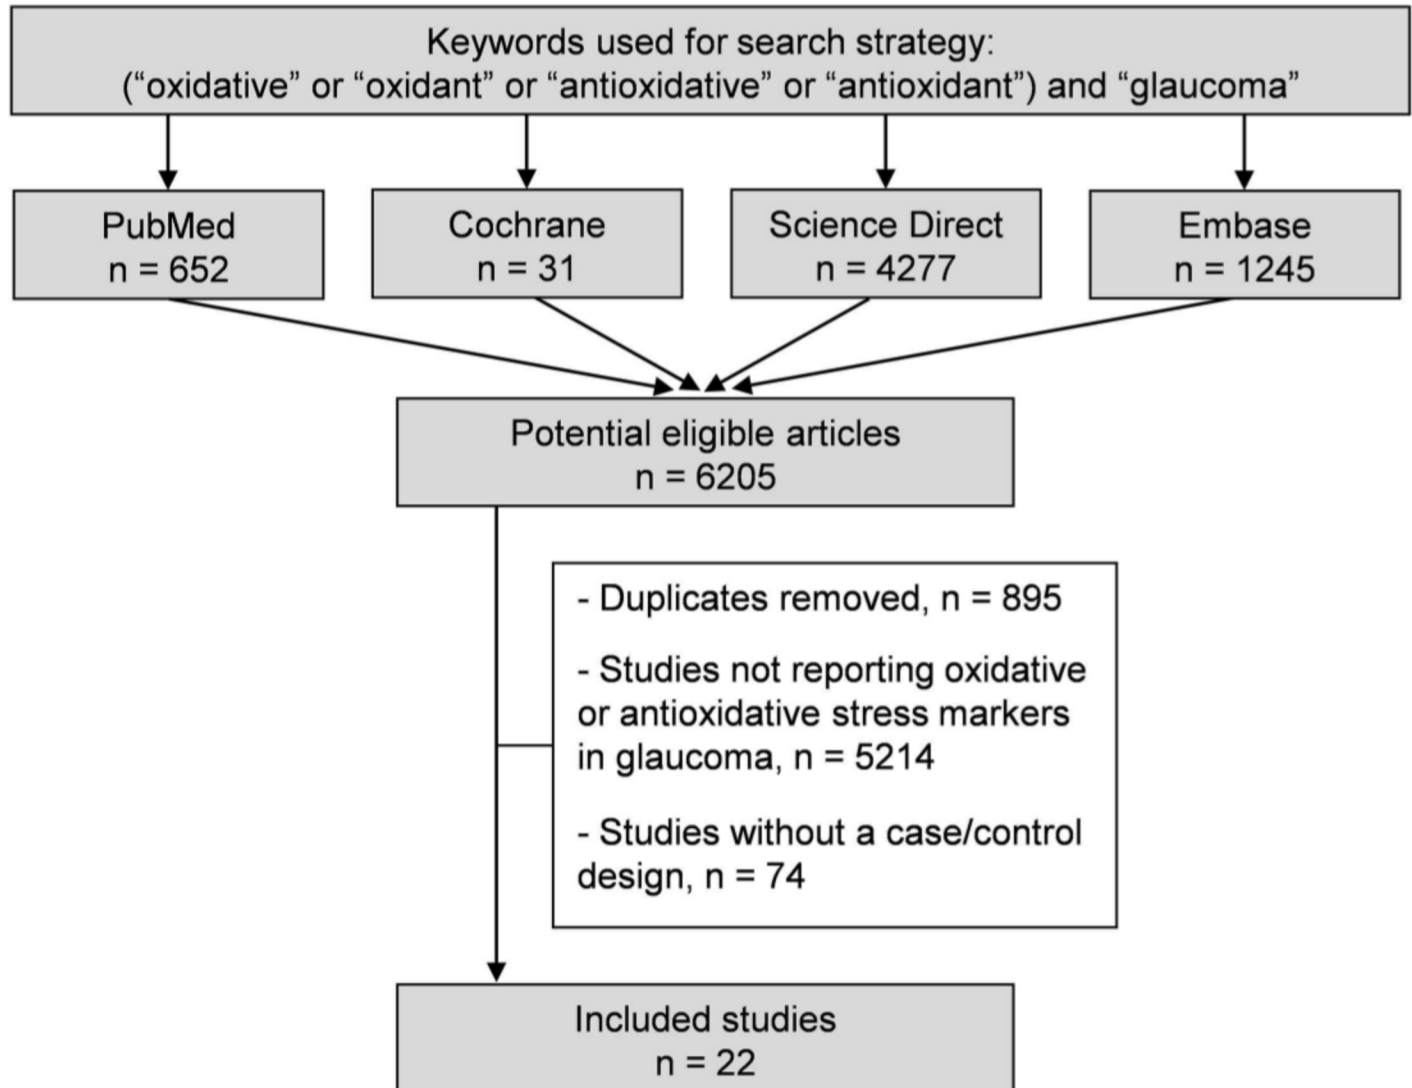 Keywords used for search strategy:
(“oxidative” or “oxidant” or “antioxidative” or “antioxidant”) and “glaucoma”
PubMed
n = 652
Cochrane
n = 31
Science Direct
n = 4277
Embase
n = 1245
Potential eligible articles
n = 6205
- Duplicates removed, n = 895
- Studies not reporting oxidative
or antioxidative stress markers
in glaucoma, n = 5214
- Studies without a case/control
design, n = 74
Included studies
n = 22